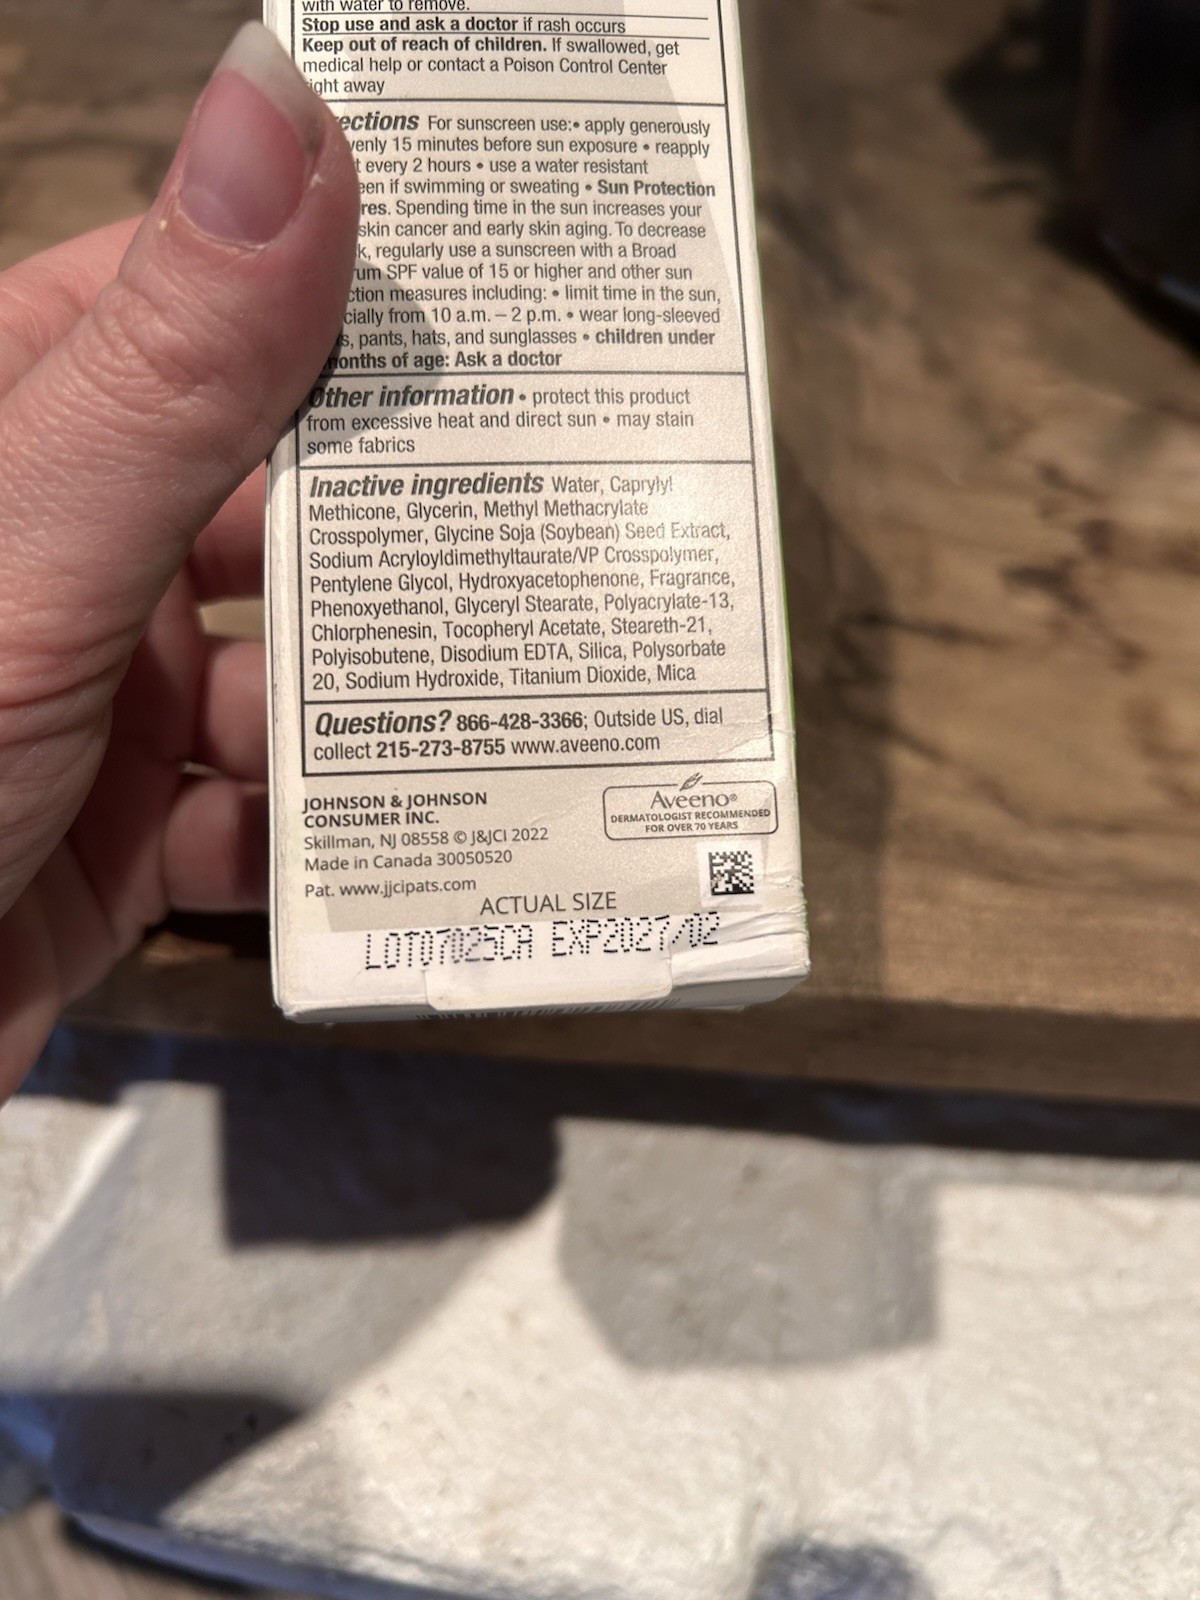 with water to remove.
Stop use and ask a doctor if rash occurs
Keep out of reach of children. If swallowed, get
medical help or contact a Poison Control Center
ight away
ections For sunscreen use: • apply generously
venly 15 minutes before sun exposure • reapply
t every 2 hours • use a water resistant
een if swimming or sweating • Sun Protection
res. Spending time in the sun increases your
skin cancer and early skin aging. To decrease
k, regularly use a sunscreen with a Broad
um SPF value of 15 or higher and other sun
ction measures including: • limit time in the sun,
cially from 10 a.m. – 2 p.m. • wear long-sleeved
s, pants, hats, and sunglasses • children under
months of age: Ask a doctor
Other information • protect this product
from excessive heat and direct sun • may stain
some fabrics
Inactive ingredients Water, Caprylyl
Methicone, Glycerin, Methyl Methacrylate
Crosspolymer, Glycine Soja (Soybean) Seed Extract,
Sodium Acryloyldimethyltaurate/VP Crosspolymer,
Pentylene Glycol, Hydroxyacetophenone, Fragrance,
Phenoxyethanol, Glyceryl Stearate, Polyacrylate-13,
Chlorphenesin, Tocopheryl Acetate, Steareth-21,
Polyisobutene, Disodium EDTA, Silica, Polysorbate
20, Sodium Hydroxide, Titanium Dioxide, Mica
Questions? 866-428-3366; Outside US, dial
collect 215-273-8755 www.aveeno.com
JOHNSON & JOHNSON
CONSUMER INC.
Skillman, NJ 08558 © J&JCI 2022
Made in Canada 30050520
Pat. www.jjcipats.com
Aveeno®
DERMATOLOGIST RECOMMENDED
FOR OVER 70 YEARS
ACTUAL SIZE
LOT07025CA EXP2027/02